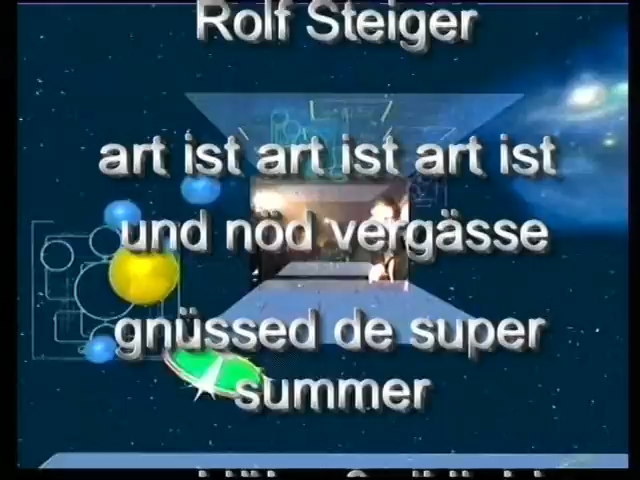 Rolf Steiger
art ist art ist art ist
und nöd vergässe
gnüssed de super
summer